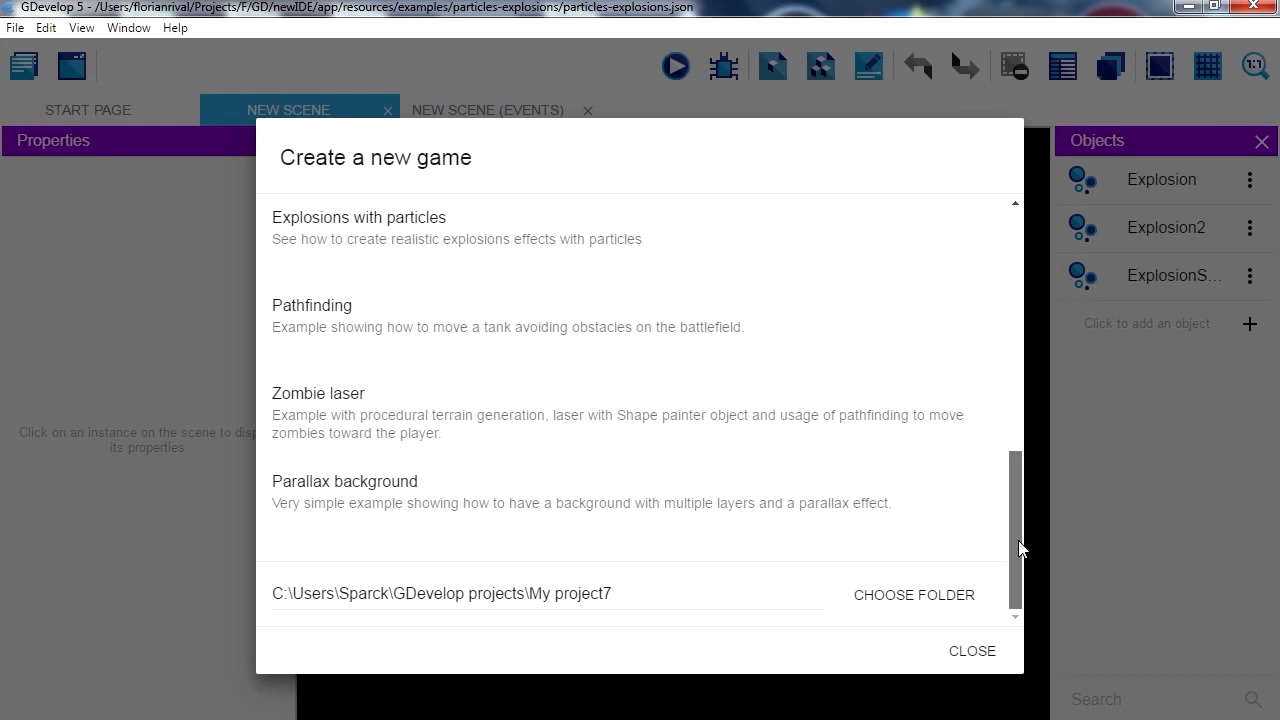 GDevelop 5 - /Users/florianrival/Projects/F/GD/newIDE/app/resources/examples/particles-explosions/particles-explosions.json
File Edit View Window Help
1:1
START PAGE NEW SCENE NEW SCENE (EVENTS)
Properties
Objects
Create a new game
Explosion
Explosion2
ExplosionS...
Click to add an object
Explosions with particles
See how to create realistic explosions effects with particles
Pathfinding
Example showing how to move a tank avoiding obstacles on the battlefield.
Zombie laser
Example with procedural terrain generation, laser with Shape painter object and usage of pathfinding to move
zombies toward the player.
Click on an instance on the scene to disp
its properties
Parallax background
Very simple example showing how to have a background with multiple layers and a parallax effect.
C:\Users\Sparck\GDevelop projects\My project7
CHOOSE FOLDER
CLOSE
Search